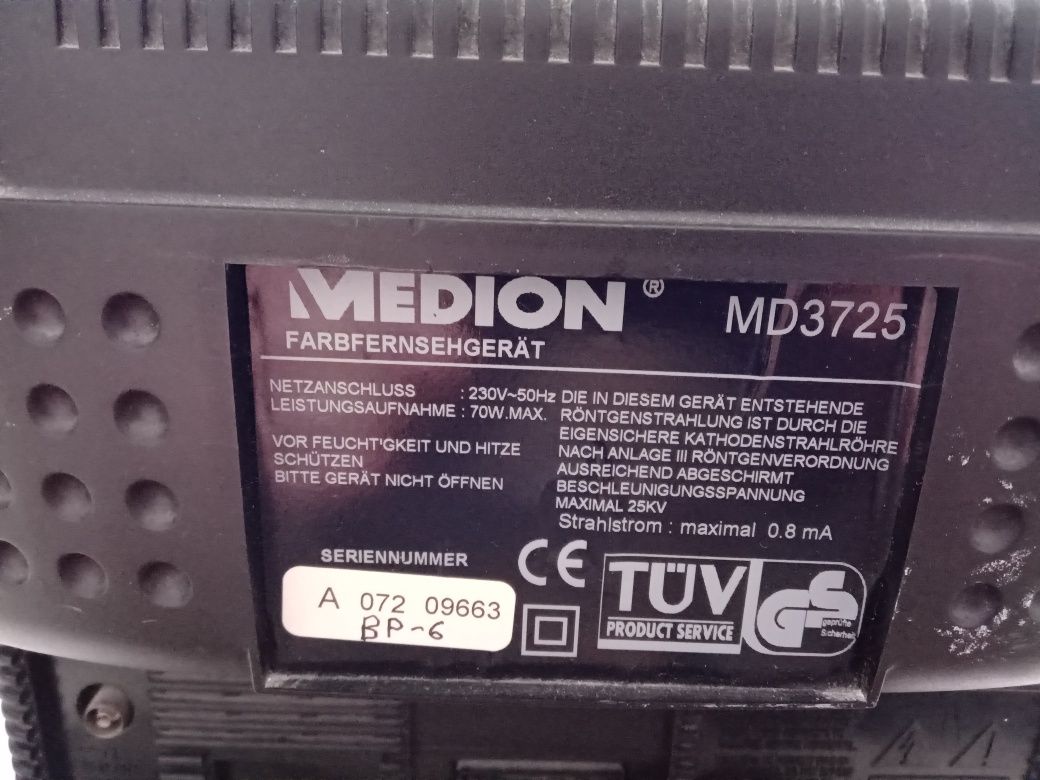 MEDION® MD3725
FARBFERNSEHGERÄT
NETZANSCHLUSS : 230V~50Hz
LEISTUNGSAUFNAHME : 70W.MAX.
VOR FEUCHT'GKEIT UND HITZE
SCHÜTZEN
BITTE GERÄT NICHT ÖFFNEN
DIE IN DIESEM GERÄT ENTSTEHENDE
RÖNTGENSTRAHLUNG IST DURCH DIE
EIGENSICHERE KATHODENSTRAHLRÖHRE
NACH ANLAGE III RÖNTGENVERORDNUNG
AUSREICHEND ABGESCHIRMT
BESCHLEUNIGUNGSSPANNUNG
MAXIMAL 25KV
Strahlstrom : maximal 0.8 mA
SERIENNUMMER
A 072 09663
BP-6
CE
TÜV
PRODUCT SERVICE
GS
geprüfte
Sicherheit